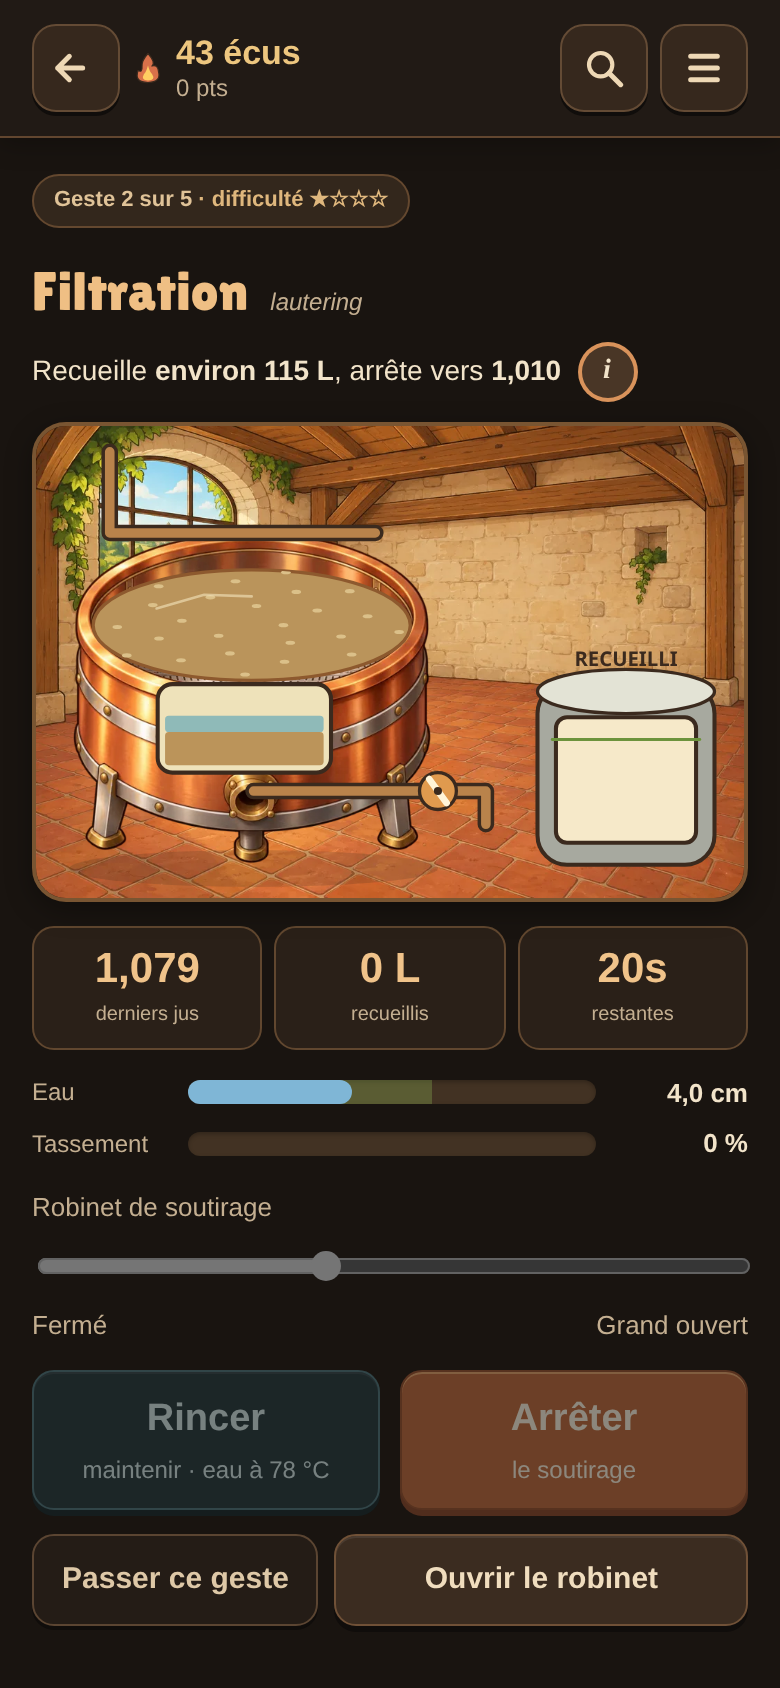 43 écus
0 pts
Geste 2 sur 5 · difficulté ★☆☆☆
Filtration lautering
Recueille environ 115 L, arrête vers 1,010 i
RECUEILLI
1,079 0 L 20s
derniers jus recueillis restantes
Eau 4,0 cm
Tassement 0 %
Robinet de soutirage
Fermé Grand ouvert
Rincer Arrêter
maintenir · eau à 78 °C le soutirage
Passer ce geste Ouvrir le robinet